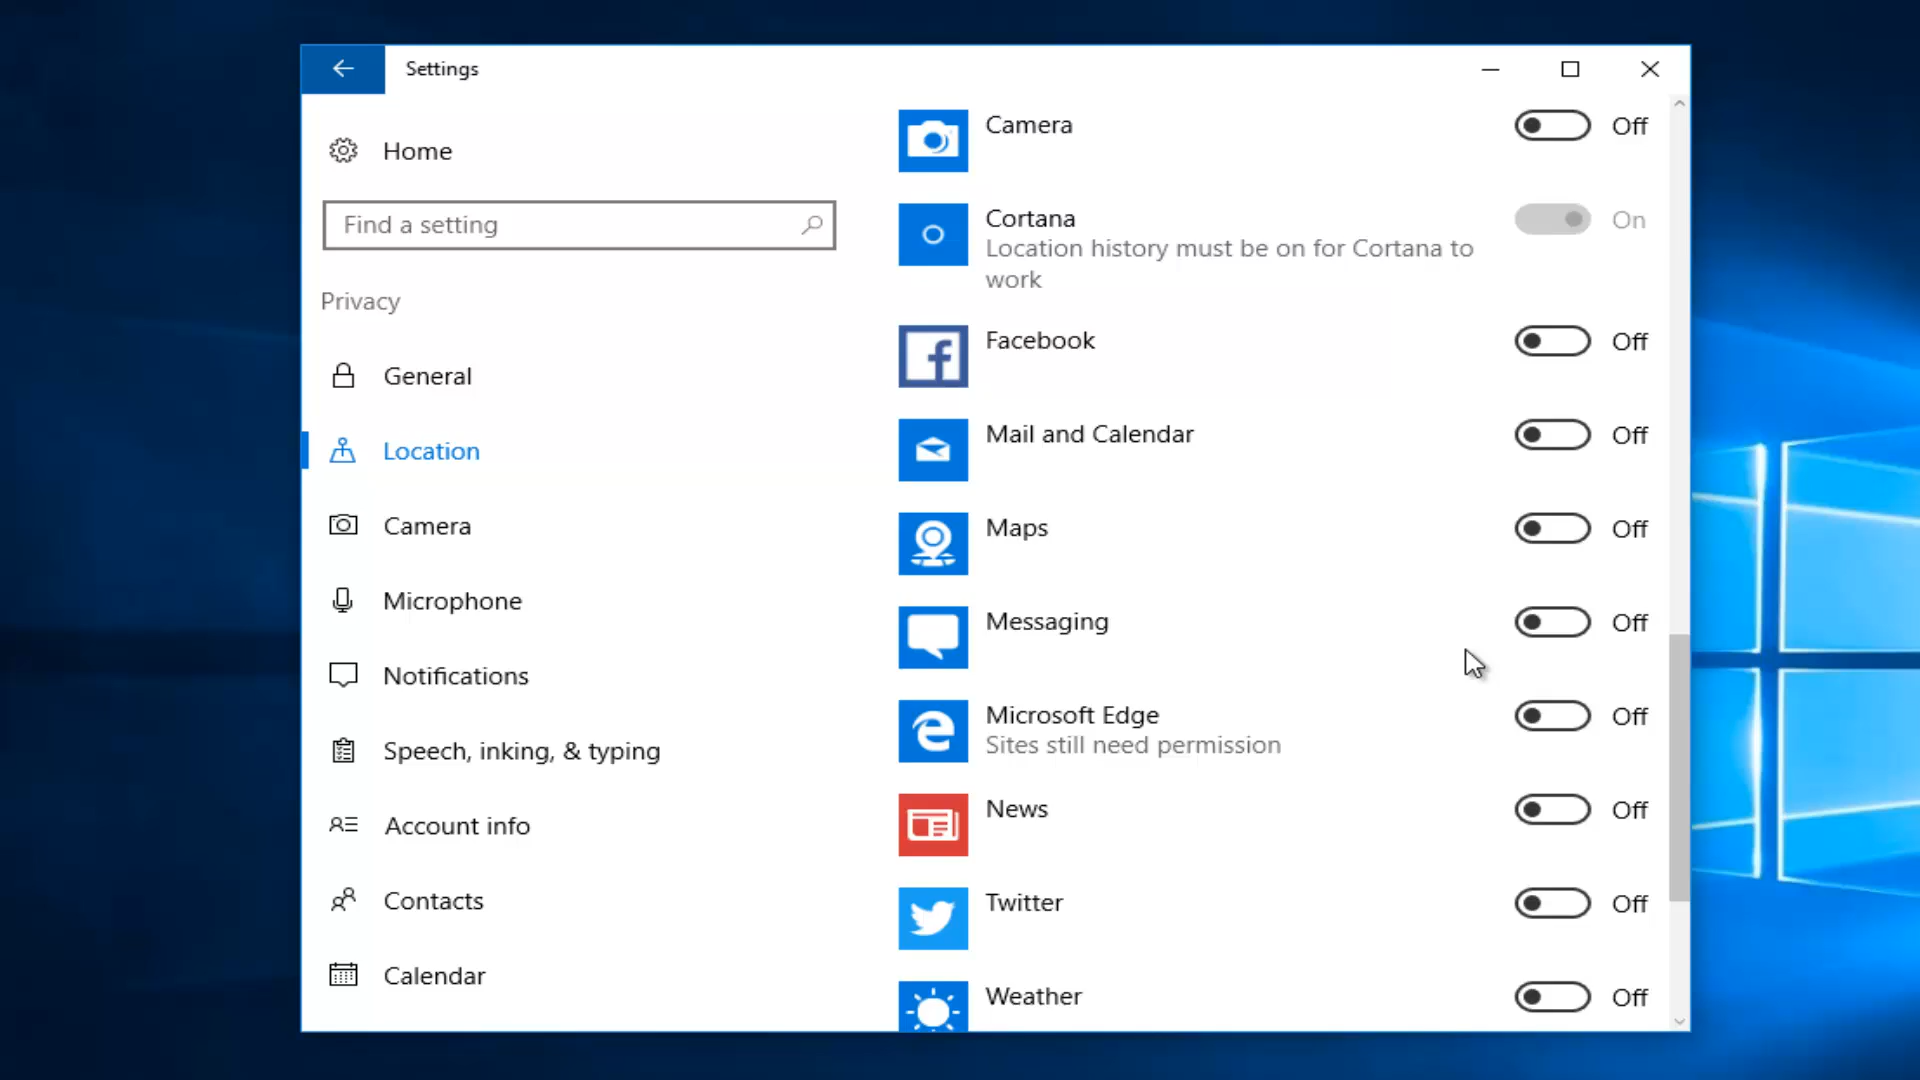 Settings
Home
Find a setting
Privacy
General
Location
Camera
Microphone
Notifications
Speech, inking, & typing
Account info
Contacts
Calendar
Camera Off
Cortana On
Location history must be on for Cortana to
work
Facebook Off
Mail and Calendar Off
Maps Off
Messaging Off
Microsoft Edge Off
Sites still need permission
News Off
Twitter Off
Weather Off